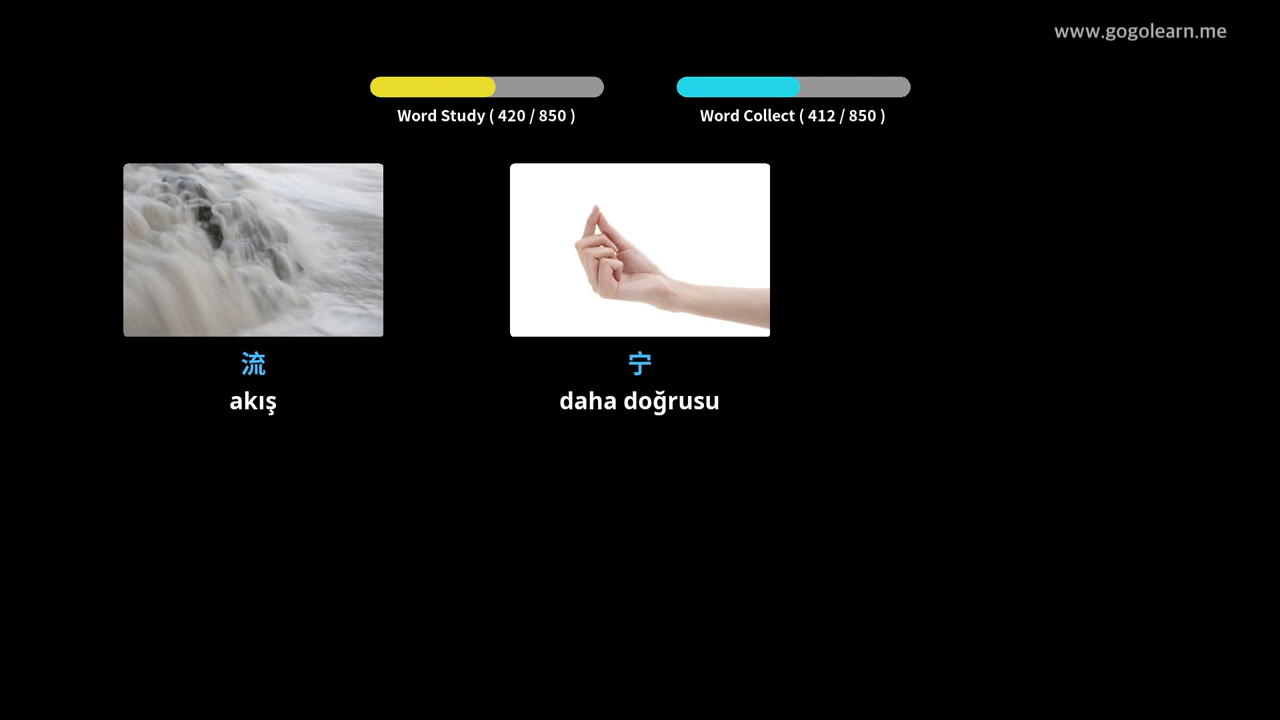 www.gogolearn.me
Word Study ( 420 / 850 )
Word Collect ( 412 / 850 )
流
akış
宁
daha doğrusu